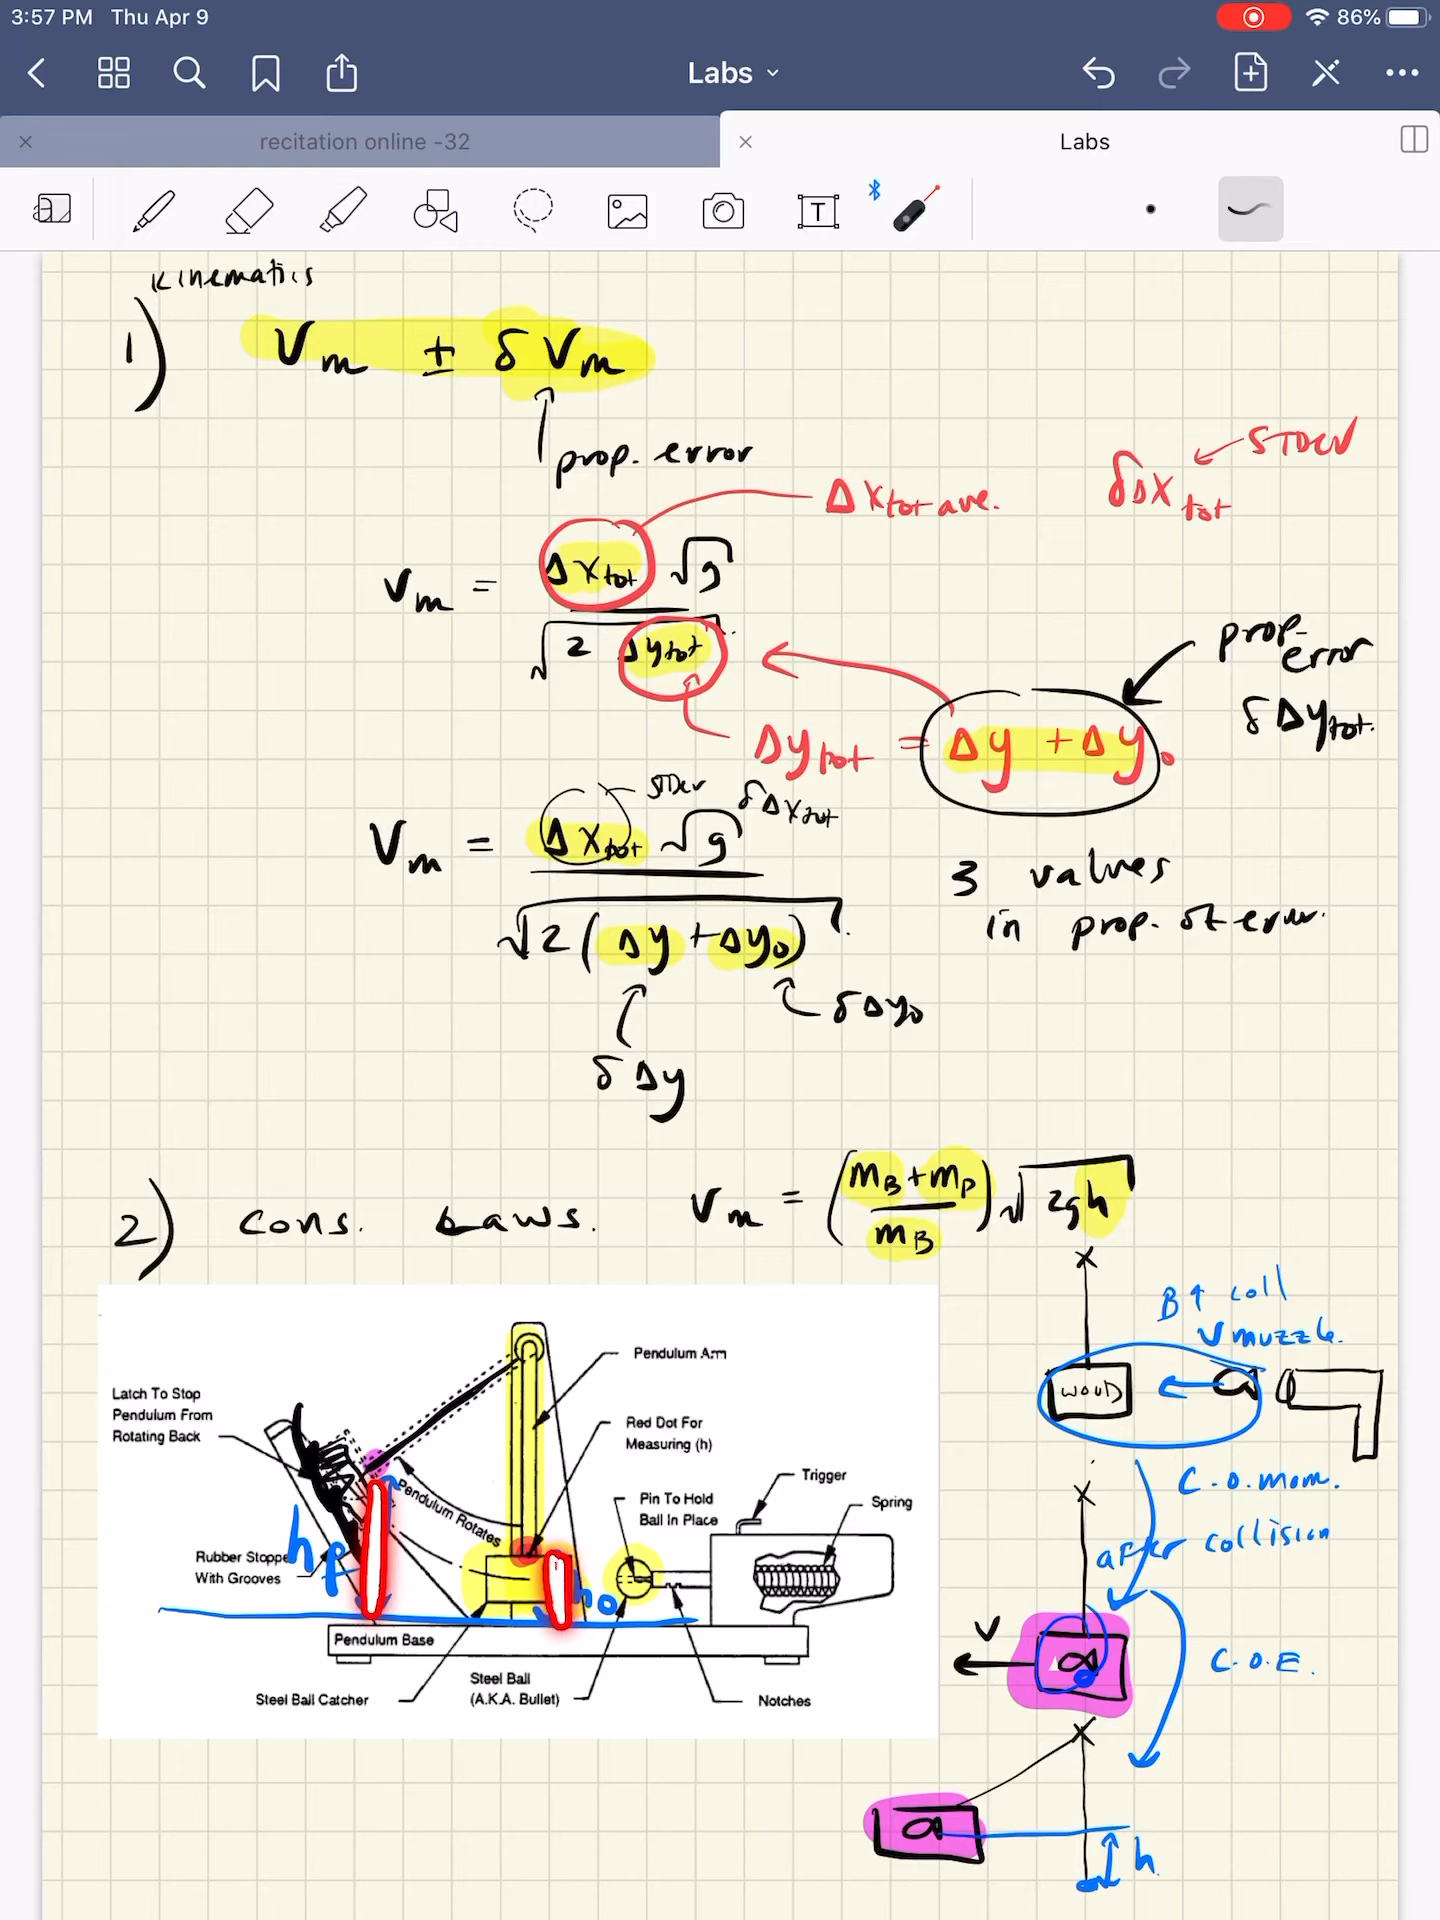 3:57 PM Thu Apr 9
86%
Labs
recitation online -32
Labs
T
Kinematics
1) Vm ± δVm
prop. error
STDEV
Δxtot ave.
δΔxtot
Vm = Δxtot √g
√2 Δytot
prop. error
δΔytot.
Δytot = Δy + Δy₀
STDEV
δΔxtot
Vm = Δxtot √g
√2(Δy + Δy₀)
3 values
in prop. of error.
δΔy₀
δΔy
2) Cons. Laws. Vm = (mB + mp / mB) √2gh
B4 coll
Vmuzzle.
wood
C.O.mom.
after collision
V
C.O.E.
h
Pendulum Arm
Latch To Stop
Pendulum From
Rotating Back
Red Dot For
Measuring (h)
Trigger
Pin To Hold
Ball In Place
Spring
Pendulum Rotates
Rubber Stoppe
With Grooves
hf
h₀
Pendulum Base
Steel Ball
(A.K.A. Bullet)
Steel Ball Catcher
Notches